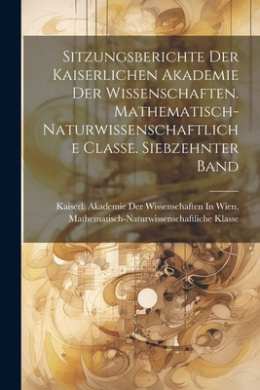 Sitzungsberichte Der
Kaiserlichen Akademie
Der Wissenschaften.
Mathematisch-
Naturwissenschaftlich
e Classe. Siebzehnter
Band
Kaiserl. Akademie Der Wissenschaften In Wien.
Mathematisch-Naturwissenschaftliche Klasse